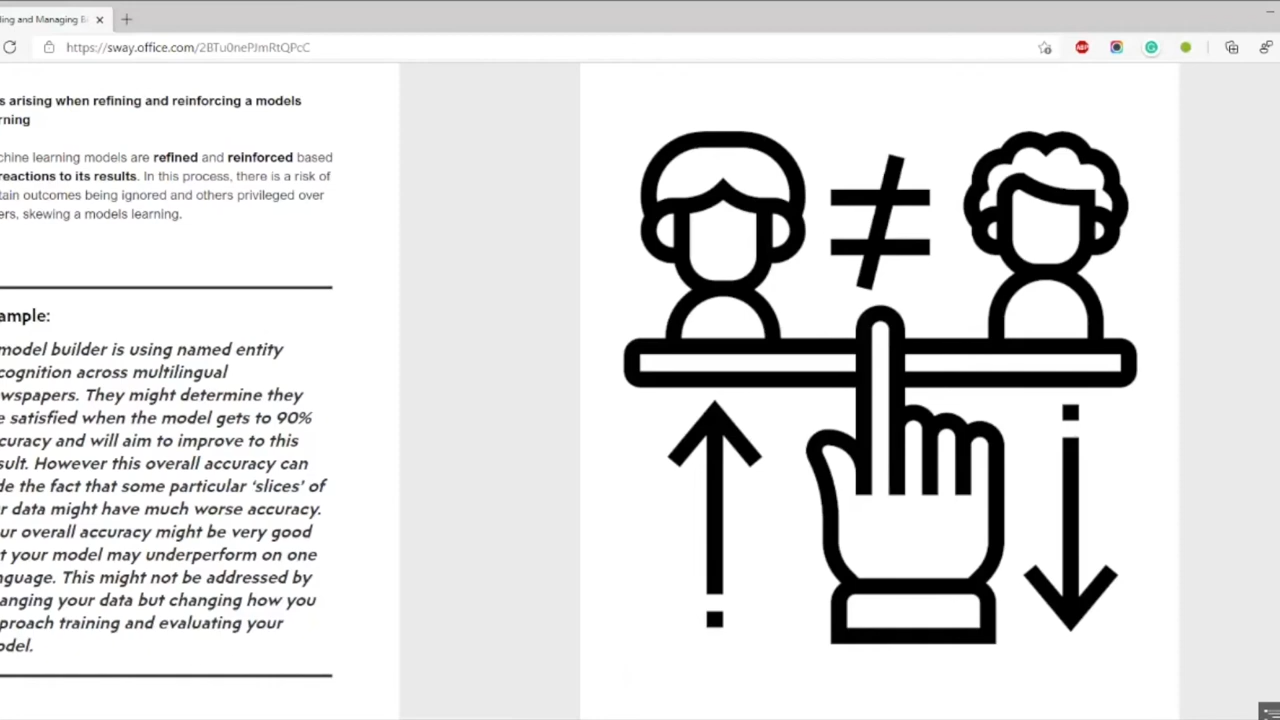 ling and Managing B
https://sway.office.com/2BTu0nePJmRtQPcC
ABP
s arising when refining and reinforcing a models
rning
chine learning models are refined and reinforced based
reactions to its results. In this process, there is a risk of
tain outcomes being ignored and others privileged over
ers, skewing a models learning.
ample:
model builder is using named entity
cognition across multilingual
wspapers. They might determine they
e satisfied when the model gets to 90%
curacy and will aim to improve to this
sult. However this overall accuracy can
de the fact that some particular ‘slices’ of
r data might have much worse accuracy.
ur overall accuracy might be very good
t your model may underperform on one
nguage. This might not be addressed by
anging your data but changing how you
proach training and evaluating your
odel.